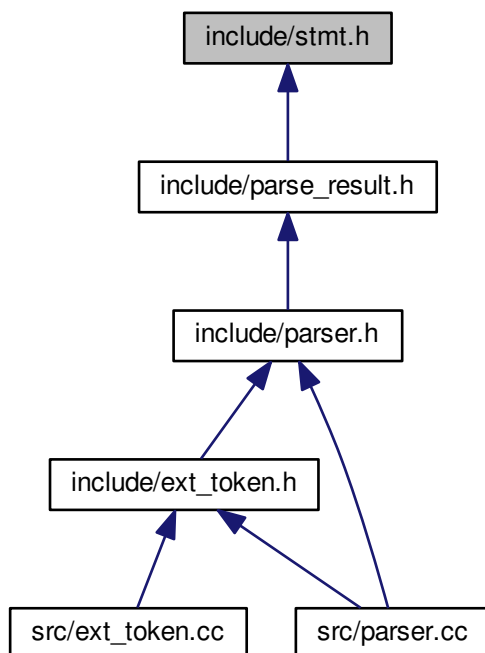 include/stmt.h
include/parse_result.h
include/parser.h
include/ext_token.h
src/ext_token.cc
src/parser.cc